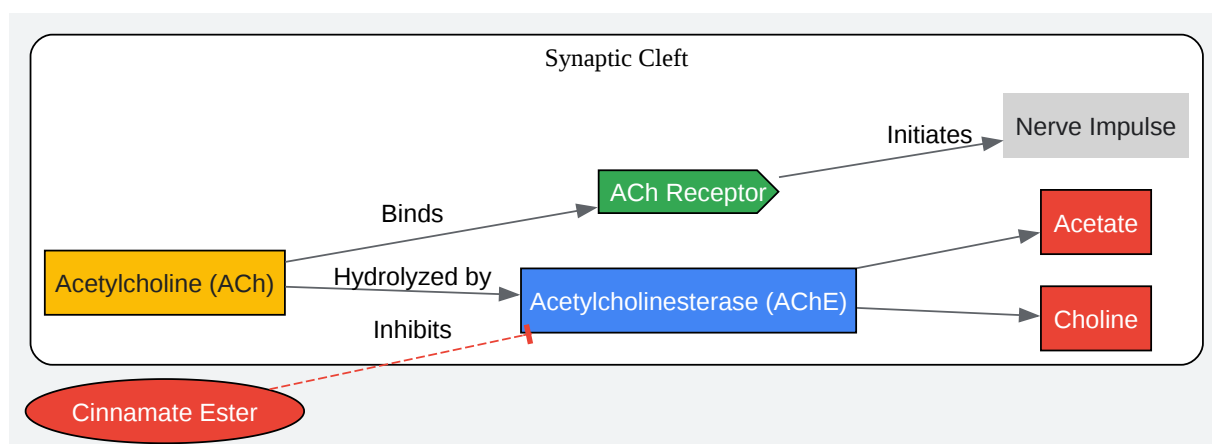 Synaptic Cleft
Nerve Impulse
Initiates
ACh Receptor
Binds
Acetate
Acetylcholine (ACh)
Hydrolyzed by
Acetylcholinesterase (AChE)
Choline
Inhibits
Cinnamate Ester